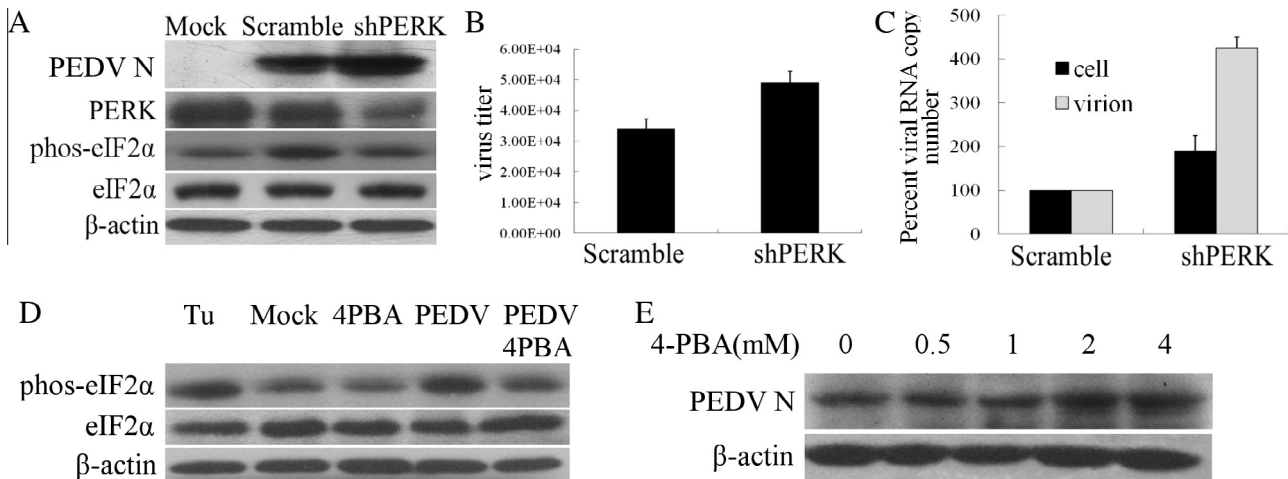 A
Mock Scramble shPERK
PEDV N
PERK
phos-eIF2α
eIF2α
β-actin
B
virus titer
6.00E+04
5.00E+04
4.00E+04
3.00E+04
2.00E+04
1.00E+04
0.00E+00
Scramble shPERK
C
Percent viral RNA copy
number
500
400
300
200
100
0
cell
virion
Scramble shPERK
D
Tu Mock 4PBA PEDV PEDV
4PBA
phos-eIF2α
eIF2α
β-actin
E
4-PBA(mM) 0 0.5 1 2 4
PEDV N
β-actin